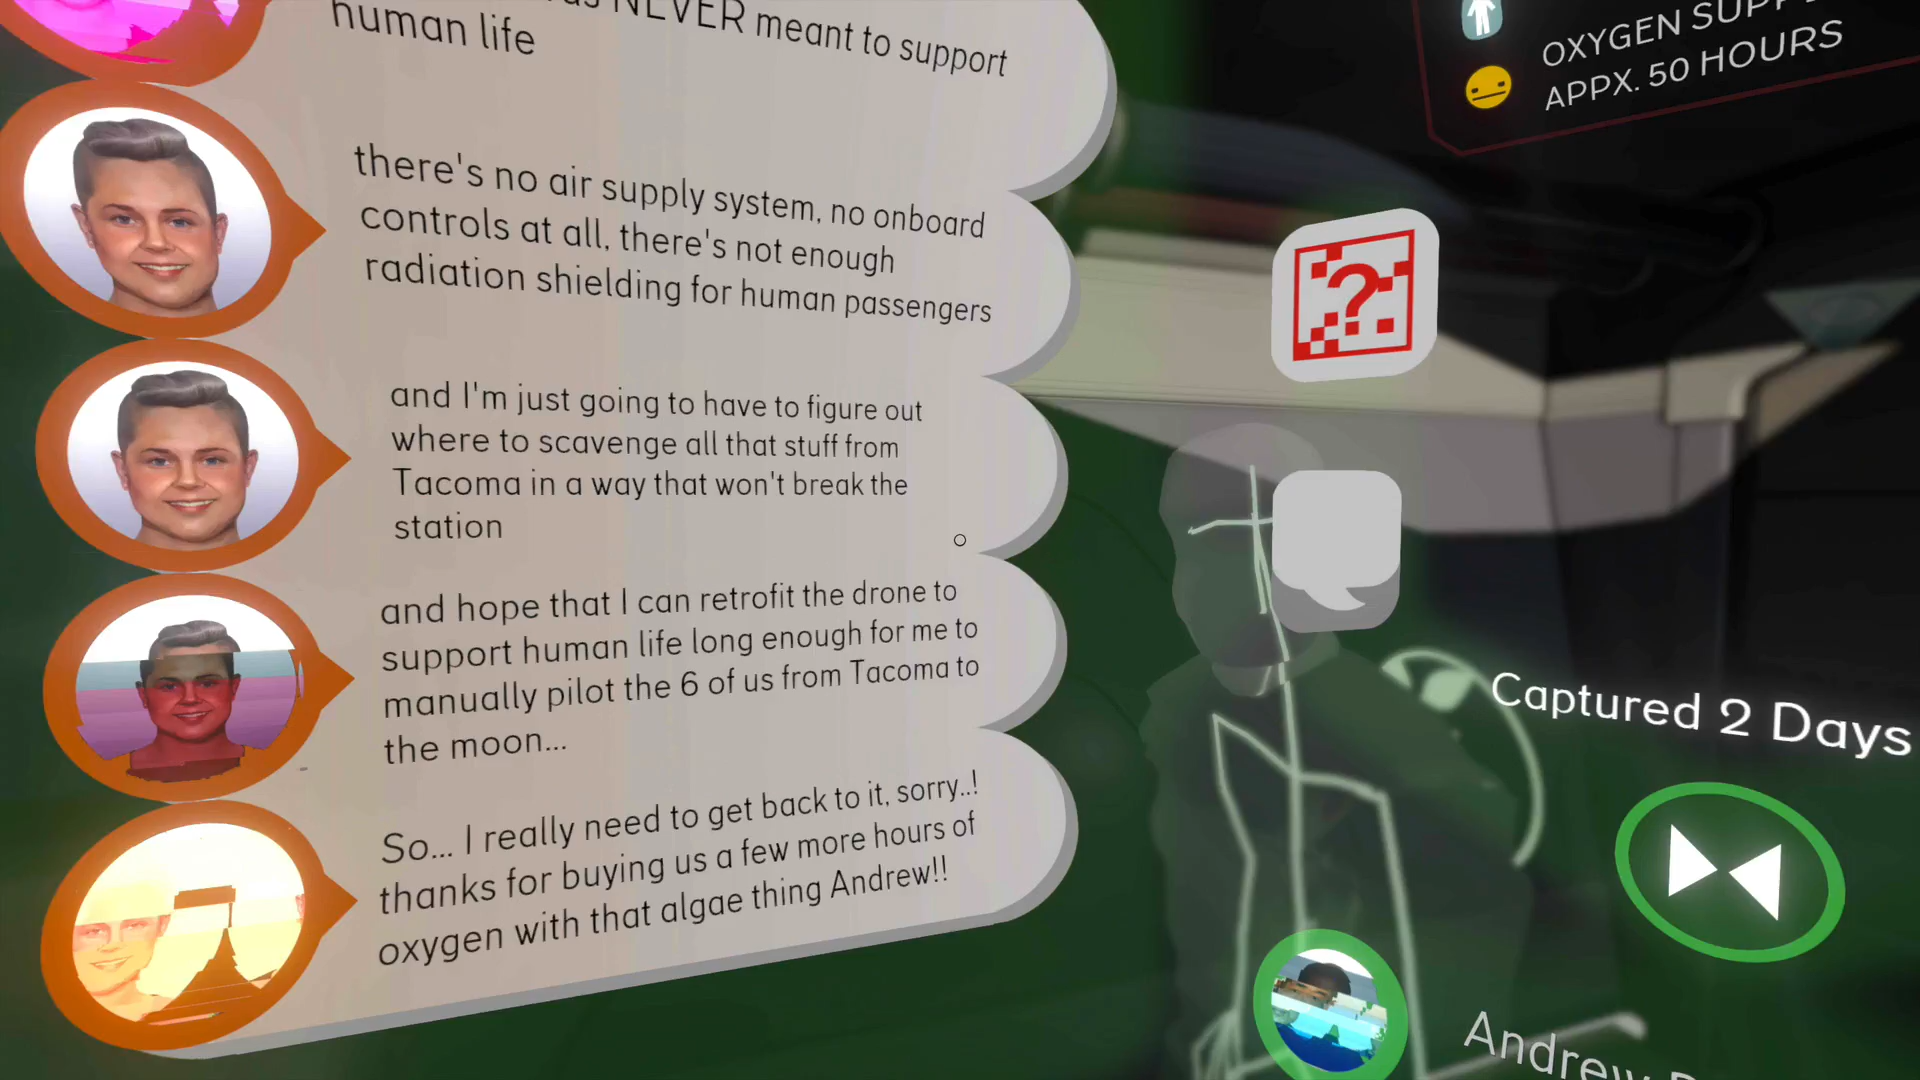 NEVER meant to support
human life
there's no air supply system, no onboard
controls at all, there's not enough
radiation shielding for human passengers
and I'm just going to have to figure out
where to scavenge all that stuff from
Tacoma in a way that won't break the
station
and hope that I can retrofit the drone to
support human life long enough for me to
manually pilot the 6 of us from Tacoma to
the moon...
So... I really need to get back to it, sorry..!
thanks for buying us a few more hours of
oxygen with that algae thing Andrew!!
OXYGEN
APPX. 50 HOURS
?
Captured 2 Days
Andrew